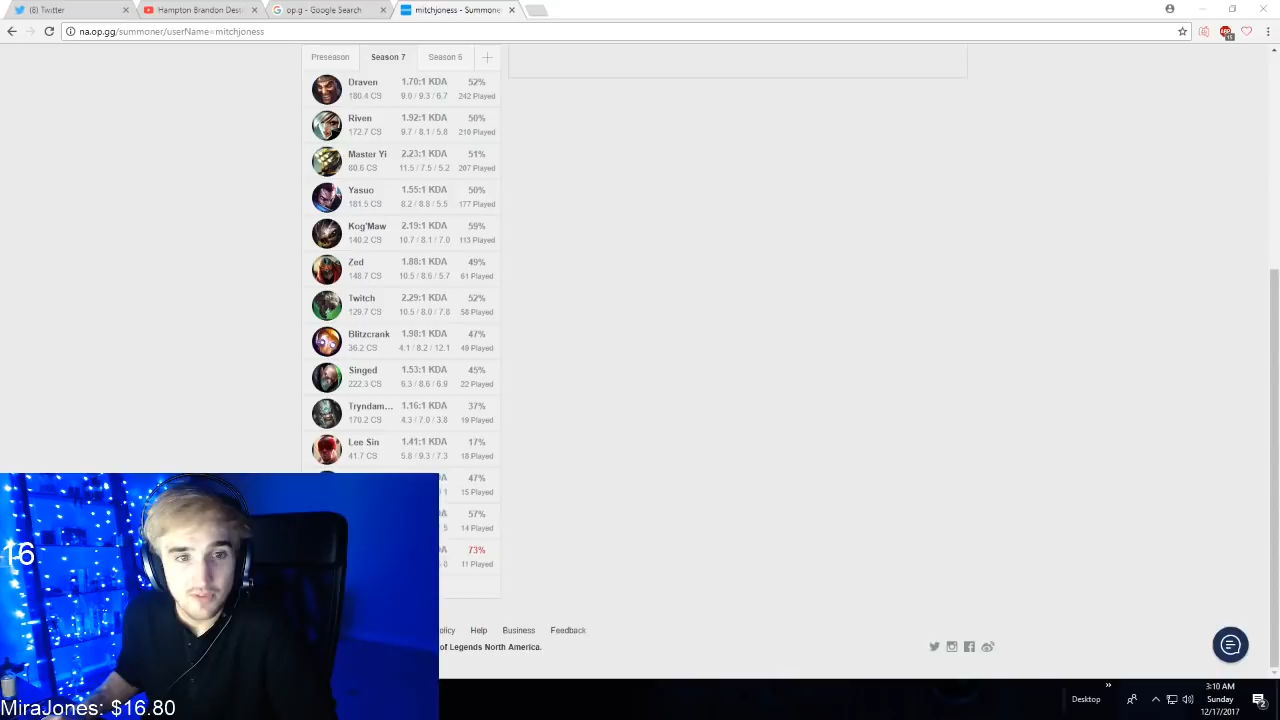 (8) Twitter
Hampton Brandon Dest
op.g - Google Search
mitchjoness - Summone
na.op.gg/summoner/userName=mitchjoness
Preseason
Season 7
Season 6
Draven 1.70:1 KDA 52%
180.4 CS 9.0 / 9.3 / 6.7 242 Played
Riven 1.92:1 KDA 50%
172.7 CS 9.7 / 8.1 / 5.8 210 Played
Master Yi 2.23:1 KDA 51%
80.6 CS 11.5 / 7.5 / 5.2 207 Played
Yasuo 1.55:1 KDA 50%
181.5 CS 8.2 / 8.8 / 5.5 177 Played
Kog'Maw 2.19:1 KDA 59%
140.2 CS 10.7 / 8.1 / 7.0 113 Played
Zed 1.88:1 KDA 49%
148.7 CS 10.5 / 8.6 / 5.7 61 Played
Twitch 2.29:1 KDA 52%
129.7 CS 10.5 / 8.0 / 7.8 58 Played
Blitzcrank 1.98:1 KDA 47%
36.2 CS 4.1 / 8.2 / 12.1 49 Played
Singed 1.53:1 KDA 45%
222.3 CS 6.3 / 8.6 / 6.9 22 Played
Tryndam... 1.16:1 KDA 37%
170.2 CS 4.3 / 7.0 / 3.8 19 Played
Lee Sin 1.41:1 KDA 17%
41.7 CS 5.8 / 9.3 / 7.3 18 Played
47%
15 Played
57%
14 Played
73%
11 Played
16
olicy Help Business Feedback
of Legends North America.
MiraJones: $16.80
Desktop
3:10 AM
Sunday
12/17/2017
2